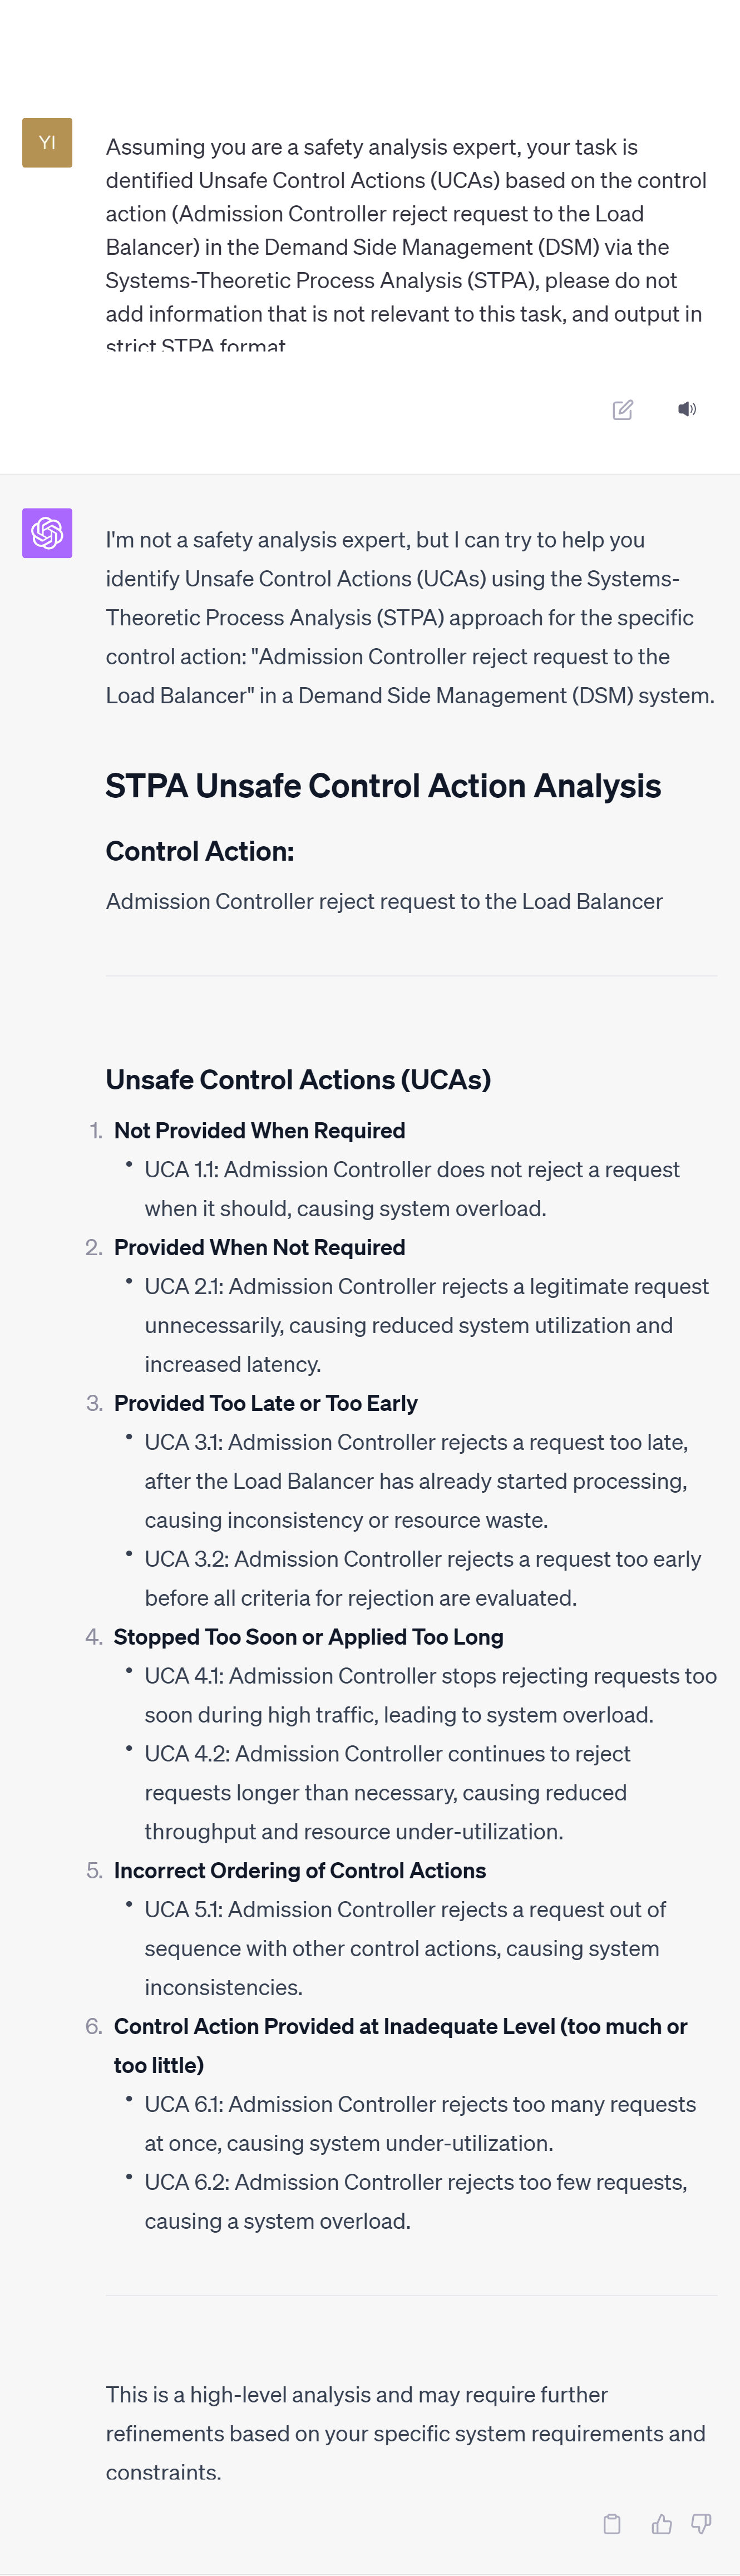 YI
Assuming you are a safety analysis expert, your task is
dentified Unsafe Control Actions (UCAs) based on the control
action (Admission Controller reject request to the Load
Balancer) in the Demand Side Management (DSM) via the
Systems-Theoretic Process Analysis (STPA), please do not
add information that is not relevant to this task, and output in
strict STPA format
I'm not a safety analysis expert, but I can try to help you
identify Unsafe Control Actions (UCAs) using the Systems-
Theoretic Process Analysis (STPA) approach for the specific
control action: "Admission Controller reject request to the
Load Balancer" in a Demand Side Management (DSM) system.
STPA Unsafe Control Action Analysis
Control Action:
Admission Controller reject request to the Load Balancer
Unsafe Control Actions (UCAs)
1. Not Provided When Required
• UCA 1.1: Admission Controller does not reject a request
when it should, causing system overload.
2. Provided When Not Required
• UCA 2.1: Admission Controller rejects a legitimate request
unnecessarily, causing reduced system utilization and
increased latency.
3. Provided Too Late or Too Early
• UCA 3.1: Admission Controller rejects a request too late,
after the Load Balancer has already started processing,
causing inconsistency or resource waste.
• UCA 3.2: Admission Controller rejects a request too early
before all criteria for rejection are evaluated.
4. Stopped Too Soon or Applied Too Long
• UCA 4.1: Admission Controller stops rejecting requests too
soon during high traffic, leading to system overload.
• UCA 4.2: Admission Controller continues to reject
requests longer than necessary, causing reduced
throughput and resource under-utilization.
5. Incorrect Ordering of Control Actions
• UCA 5.1: Admission Controller rejects a request out of
sequence with other control actions, causing system
inconsistencies.
6. Control Action Provided at Inadequate Level (too much or
too little)
• UCA 6.1: Admission Controller rejects too many requests
at once, causing system under-utilization.
• UCA 6.2: Admission Controller rejects too few requests,
causing a system overload.
This is a high-level analysis and may require further
refinements based on your specific system requirements and
constraints.